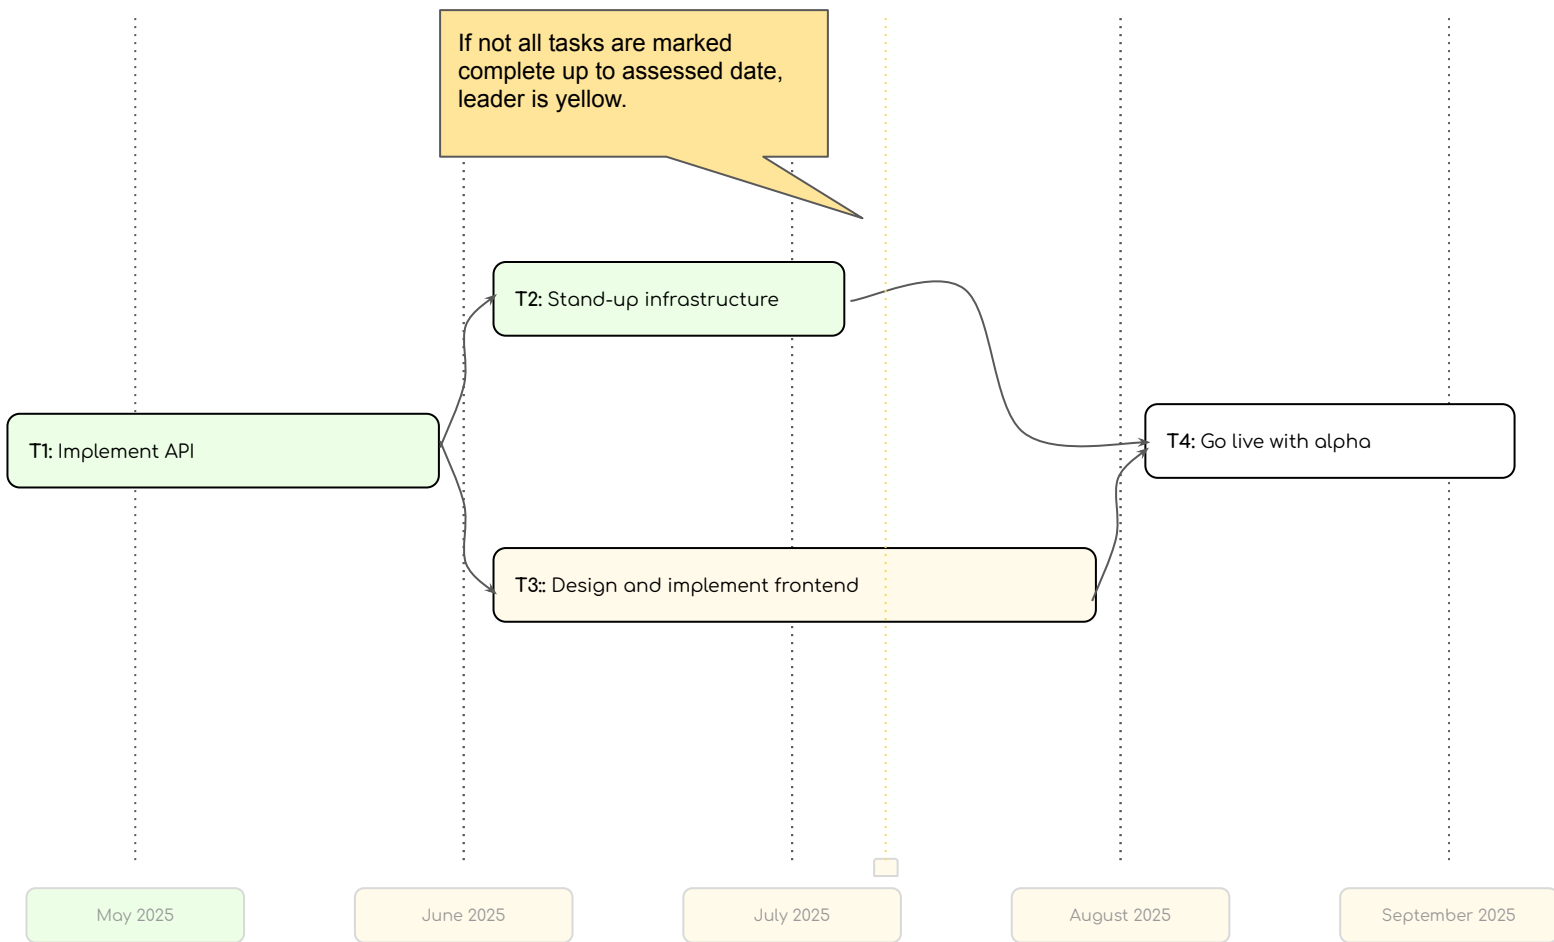 If not all tasks are marked
complete up to assessed date,
leader is yellow.
T2: Stand-up infrastructure
T1: Implement API
T4: Go live with alpha
T3:: Design and implement frontend
May 2025
June 2025
July 2025
August 2025
September 2025